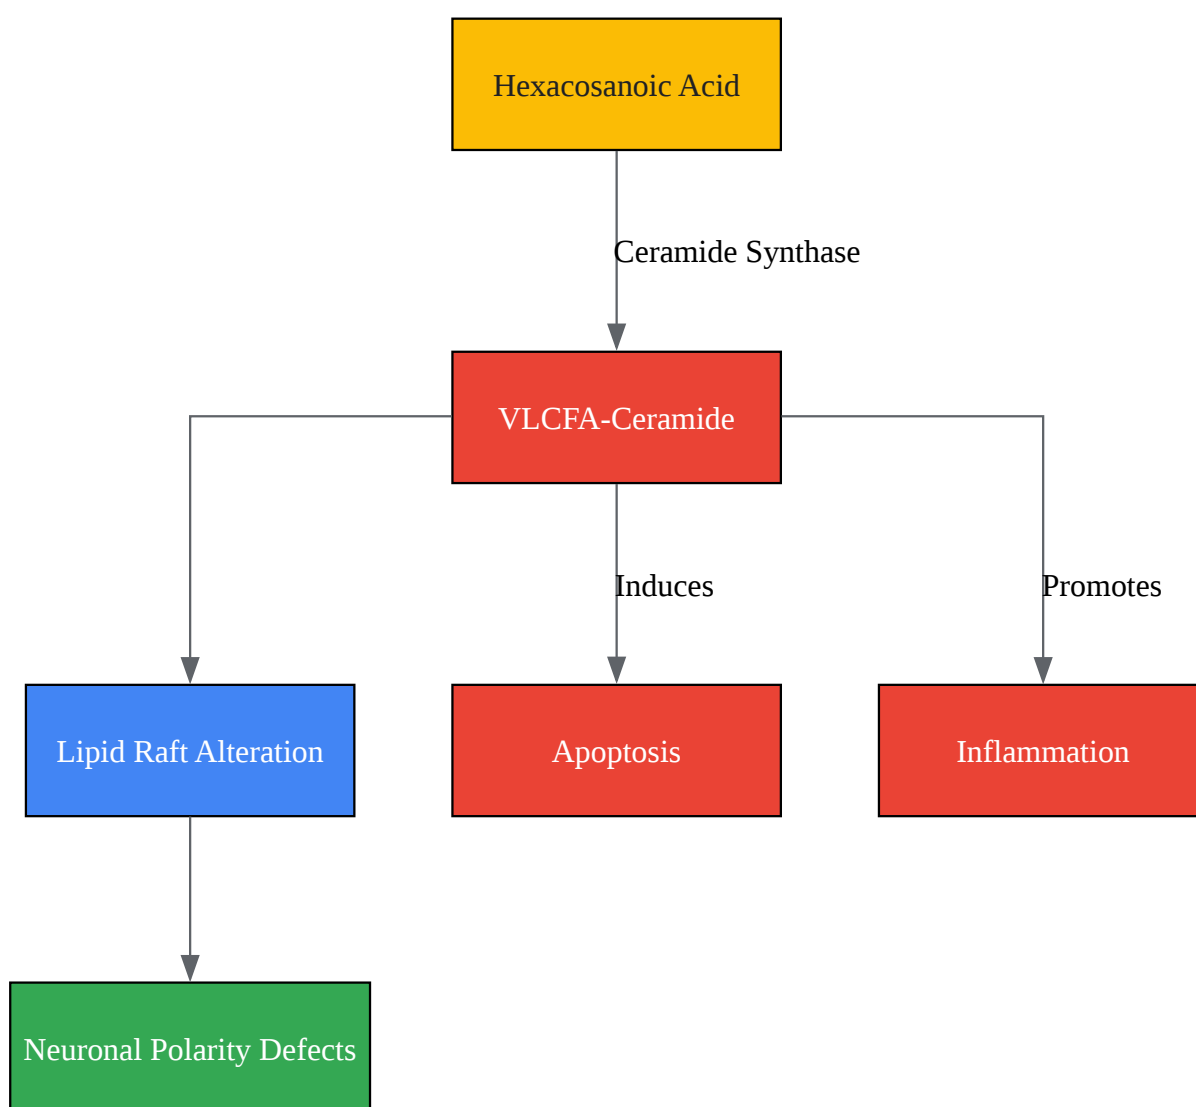 Hexacosanoic Acid
Ceramide Synthase
VLCFA-Ceramide
Induces
Promotes
Lipid Raft Alteration
Apoptosis
Inflammation
Neuronal Polarity Defects